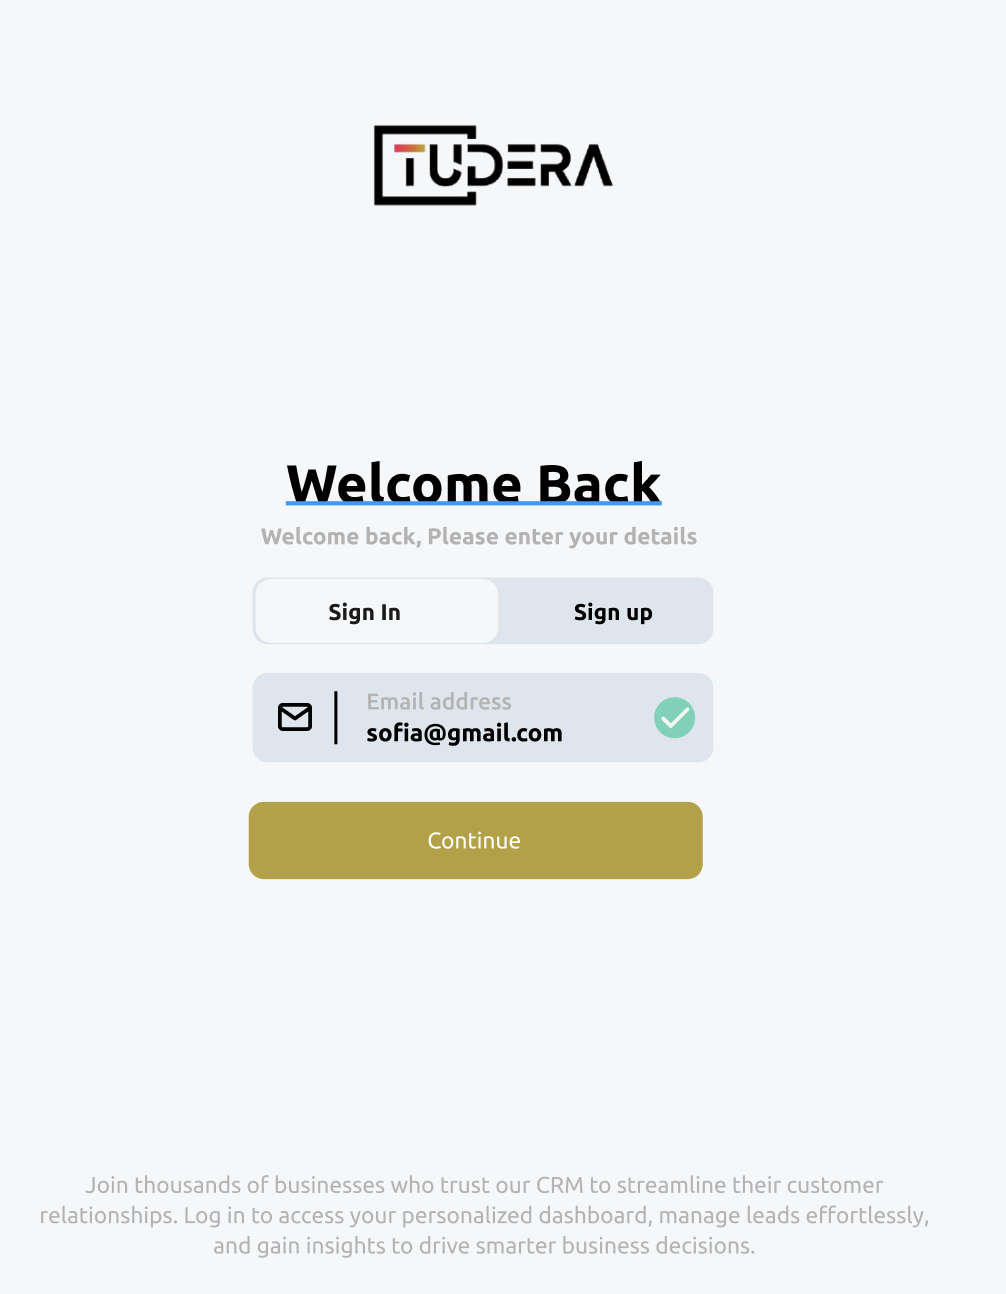 TUDERA
Welcome Back
Welcome back, Please enter your details
Sign In
Sign up
Email address
sofia@gmail.com
Continue
Join thousands of businesses who trust our CRM to streamline their customer
relationships. Log in to access your personalized dashboard, manage leads effortlessly,
and gain insights to drive smarter business decisions.